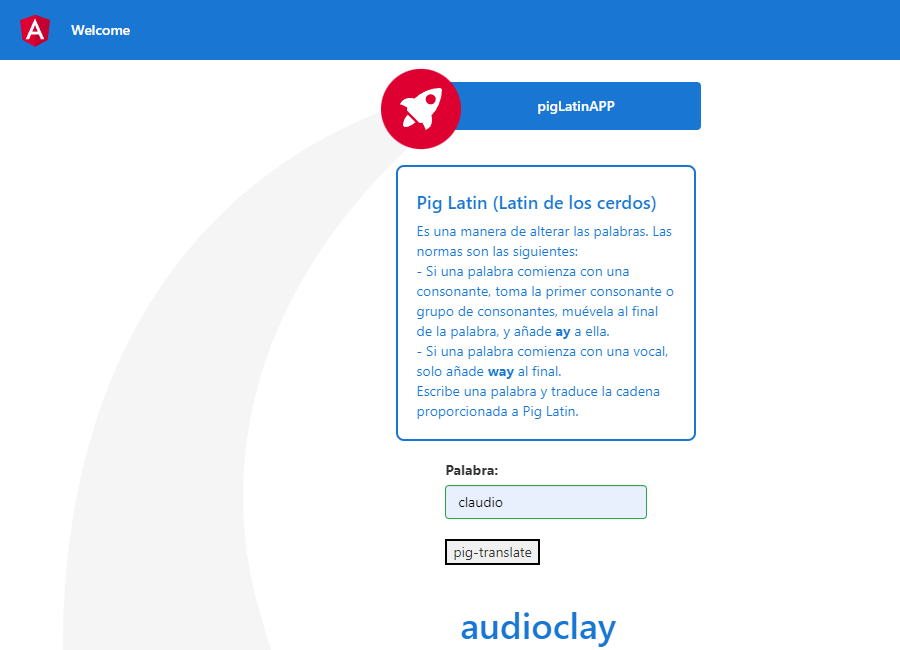 A
Welcome
pigLatinAPP
Pig Latin (Latin de los cerdos)
Es una manera de alterar las palabras. Las
normas son las siguientes:
- Si una palabra comienza con una
consonante, toma la primer consonante o
grupo de consonantes, muévela al final
de la palabra, y añade ay a ella.
- Si una palabra comienza con una vocal,
solo añade way al final.
Escribe una palabra y traduce la cadena
proporcionada a Pig Latin.
Palabra:
claudio
pig-translate
audioclay